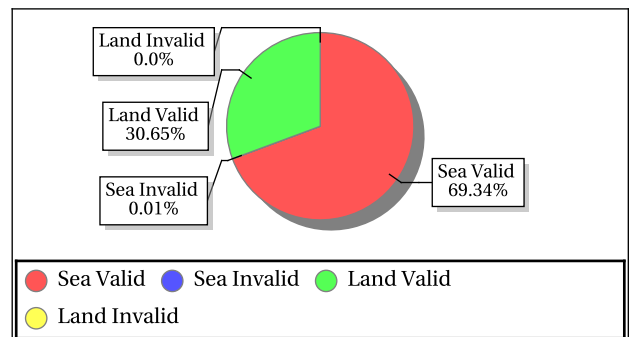 Land Invalid
0.0%
Land Valid
30.65%
Sea Invalid
0.01%
Sea Valid
69.34%
Sea Valid
Sea Invalid
Land Valid
Land Invalid